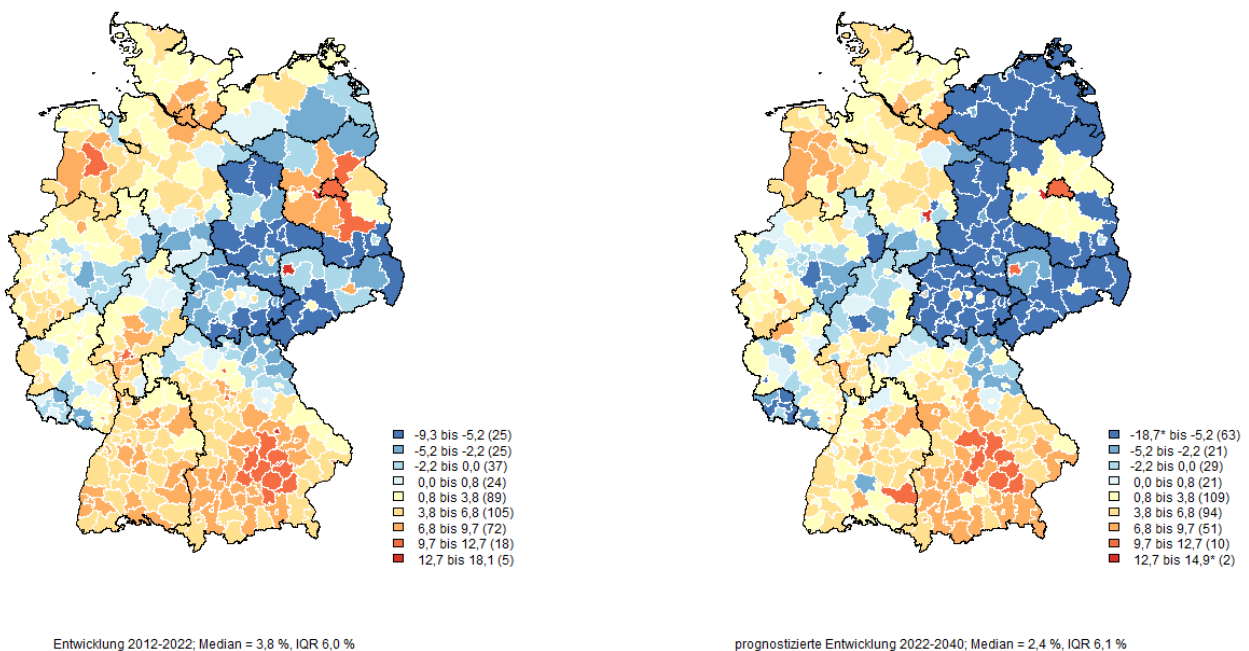 -9,3 bis -5,2 (25)
-5,2 bis -2,2 (25)
-2,2 bis 0,0 (37)
0,0 bis 0,8 (24)
0,8 bis 3,8 (89)
3,8 bis 6,8 (105)
6,8 bis 9,7 (72)
9,7 bis 12,7 (18)
12,7 bis 18,1 (5)
-18,7* bis -5,2 (63)
-5,2 bis -2,2 (21)
-2,2 bis 0,0 (29)
0,0 bis 0,8 (21)
0,8 bis 3,8 (109)
3,8 bis 6,8 (94)
6,8 bis 9,7 (51)
9,7 bis 12,7 (10)
12,7 bis 14,9* (2)
Entwicklung 2012-2022; Median = 3,8 %, IQR 6,0 %
prognostizierte Entwicklung 2022-2040; Median = 2,4 %, IQR 6,1 %